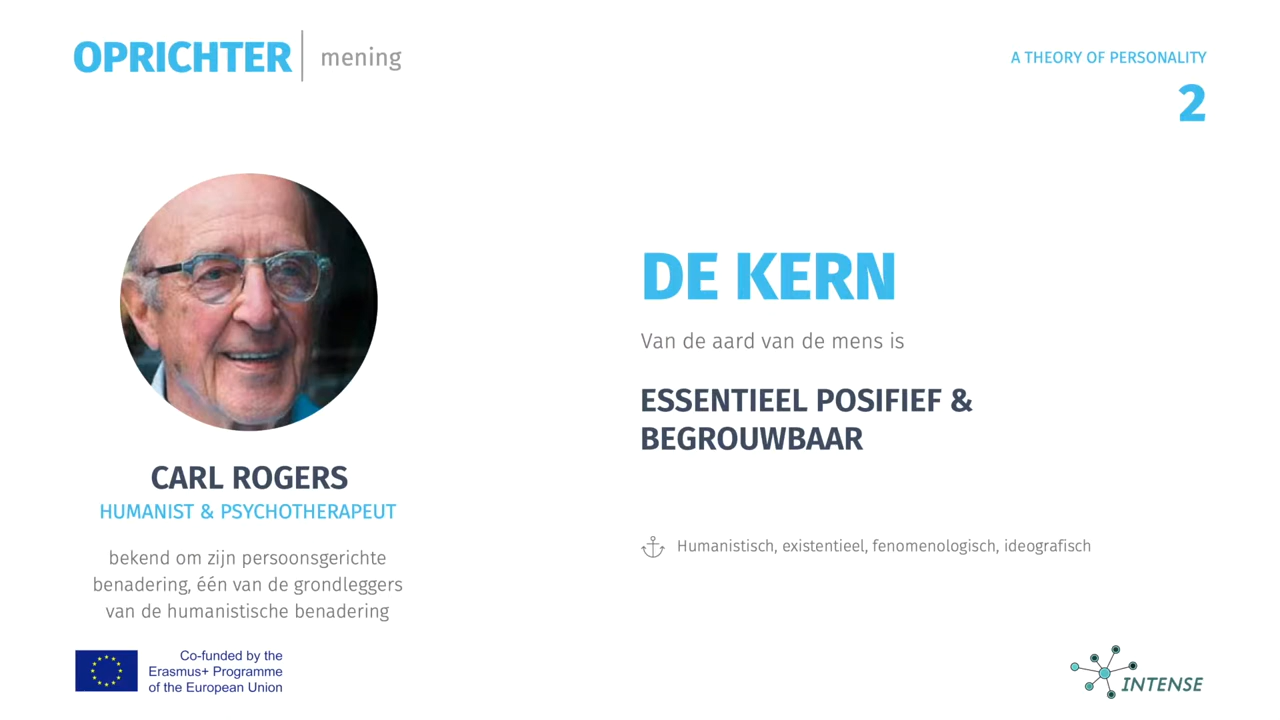 OPRICHTER
mening
A THEORY OF PERSONALITY
2
CARL ROGERS
HUMANIST & PSYCHOTHERAPEUT
bekend om zijn persoonsgerichte
benadering, één van de grondleggers
van de humanistische benadering
DE KERN
Van de aard van de mens is
ESSENTIEEL POSIFIEF &
BEGROUWBAAR
Humanistisch, existentieel, fenomenologisch, ideografisch
Co-funded by the
Erasmus+ Programme
of the European Union
INTENSE